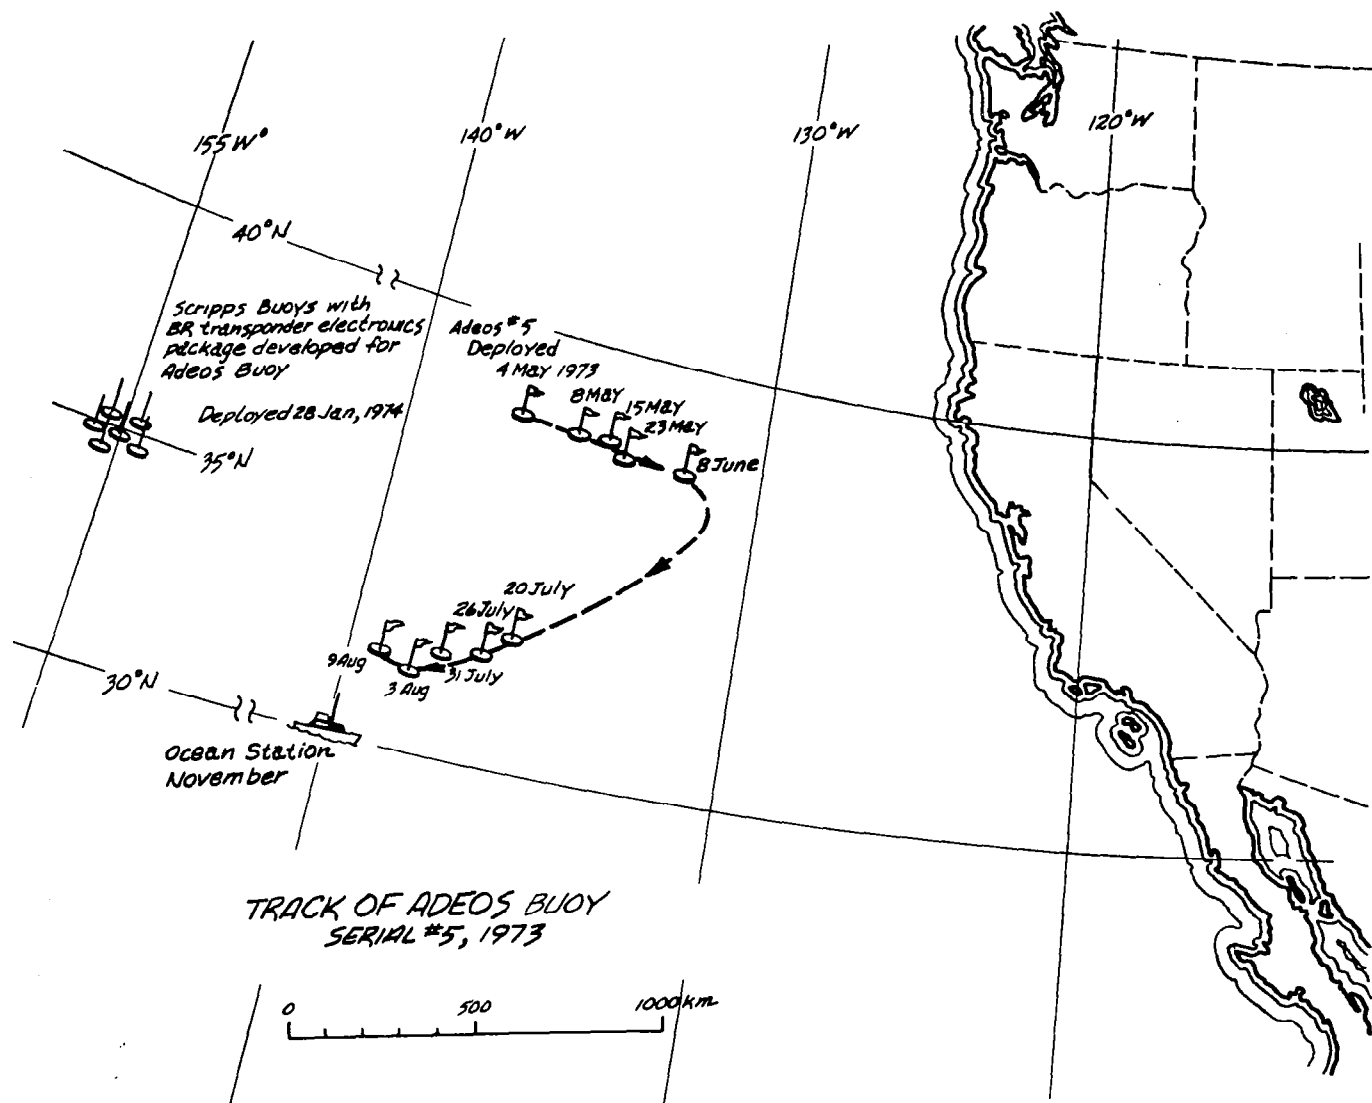 155 W°
140°W
130°W
120°W
40°N
Scripps Buoys with
BR transponder electronics
package developed for
Adeos Buoy
Deployed 28 Jan, 1974
35°N
Adeos #5
Deployed
4 May 1973
8 May
15 May
23 May
8 June
20 July
26 July
31 July
3 Aug
9 Aug
30°N
Ocean Station
November
TRACK OF ADEOS BUOY
SERIAL #5, 1973
0 500 1000 km